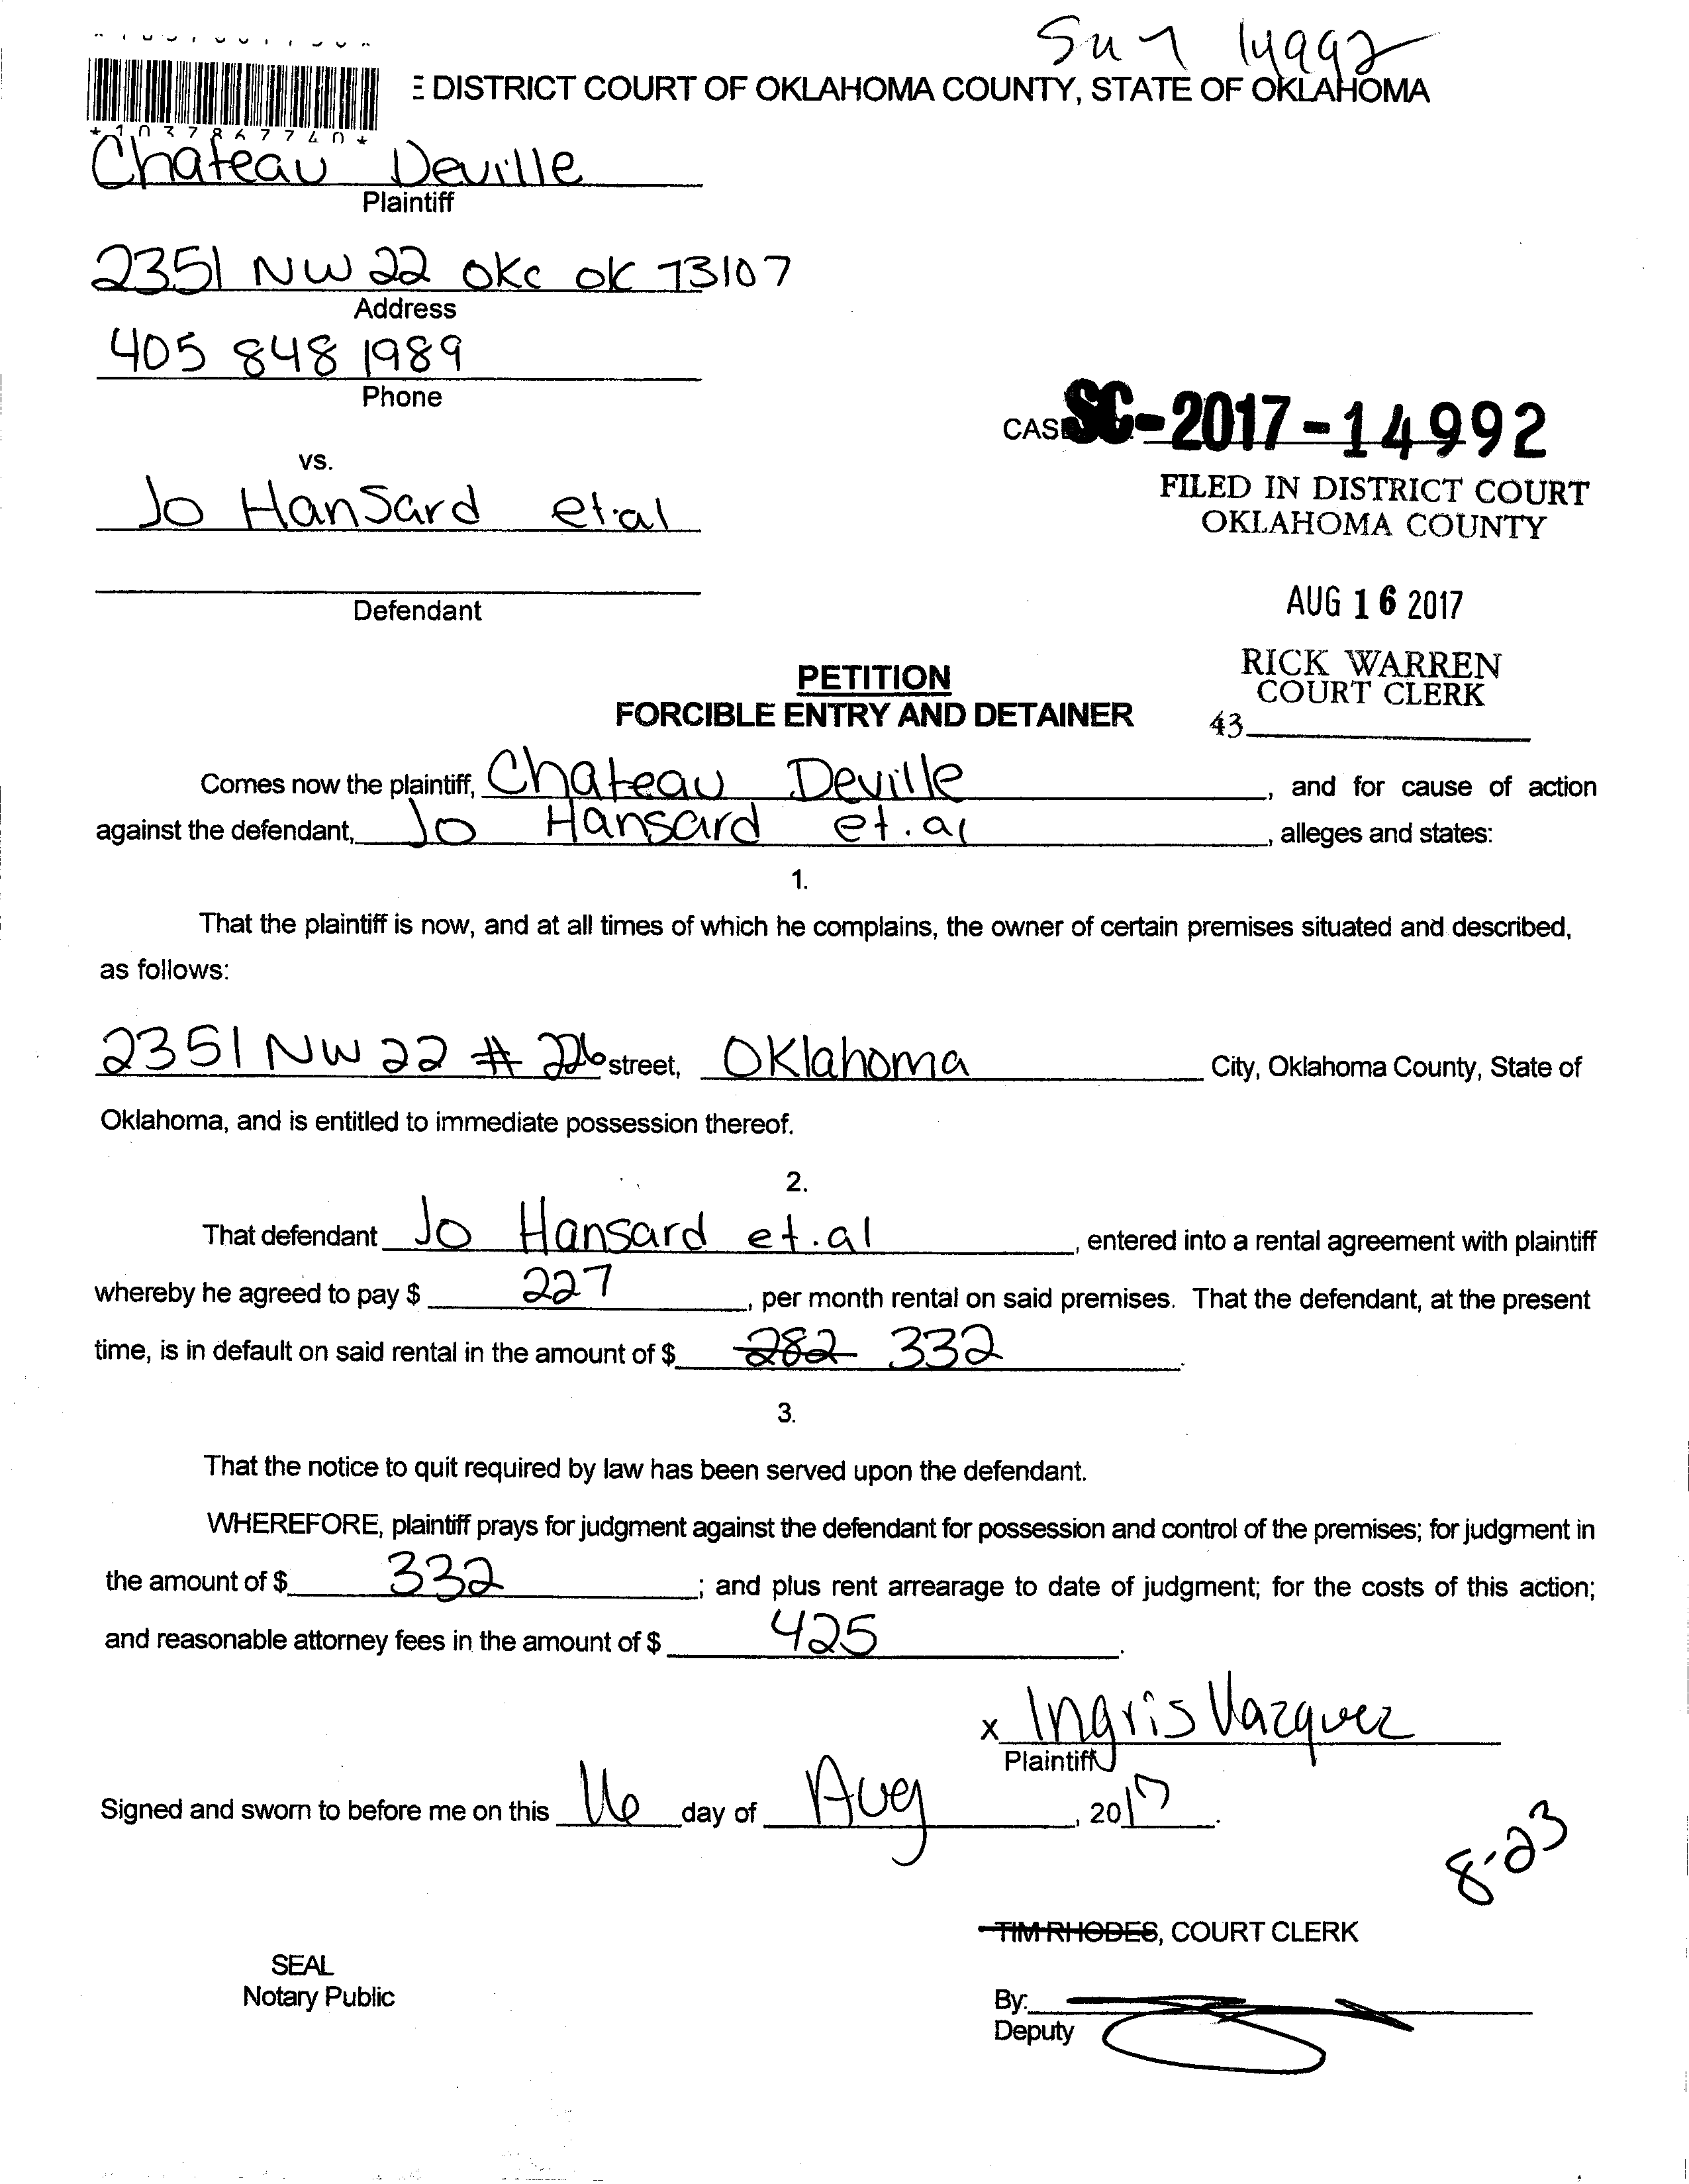 14992
DISTRICT COURT OF OKLAHOMA COUNTY, STATE OF OKLAHOMA
*1037867740*
Chateau Deville
Plaintiff
2351 NW 22 OKC OK 73107
Address
405 848 1989
Phone
CAS SC-2017-14992
vs.
FILED IN DISTRICT COURT
OKLAHOMA COUNTY
Jo Hansard et.al
AUG 16 2017
Defendant
RICK WARREN
COURT CLERK
43
PETITION
FORCIBLE ENTRY AND DETAINER
Comes now the plaintiff, Chateau Deville, and for cause of action
against the defendant, Jo Hansard et.al, alleges and states:
1.
That the plaintiff is now, and at all times of which he complains, the owner of certain premises situated and described,
as follows:
2351 NW 22 # 226 street, Oklahoma City, Oklahoma County, State of
Oklahoma, and is entitled to immediate possession thereof.
2.
That defendant Jo Hansard et.al, entered into a rental agreement with plaintiff
whereby he agreed to pay $ 227, per month rental on said premises. That the defendant, at the present
time, is in default on said rental in the amount of $ 282 332.
3.
That the notice to quit required by law has been served upon the defendant.
WHEREFORE, plaintiff prays for judgment against the defendant for possession and control of the premises; for judgment in
the amount of $ 332; and plus rent arrearage to date of judgment; for the costs of this action;
and reasonable attorney fees in the amount of $ 425.
x Ingris Vazquez
Plaintiff
Signed and sworn to before me on this 16 day of Aug, 2017.
8-23
TIM RHODES, COURT CLERK
SEAL
Notary Public
By:
Deputy